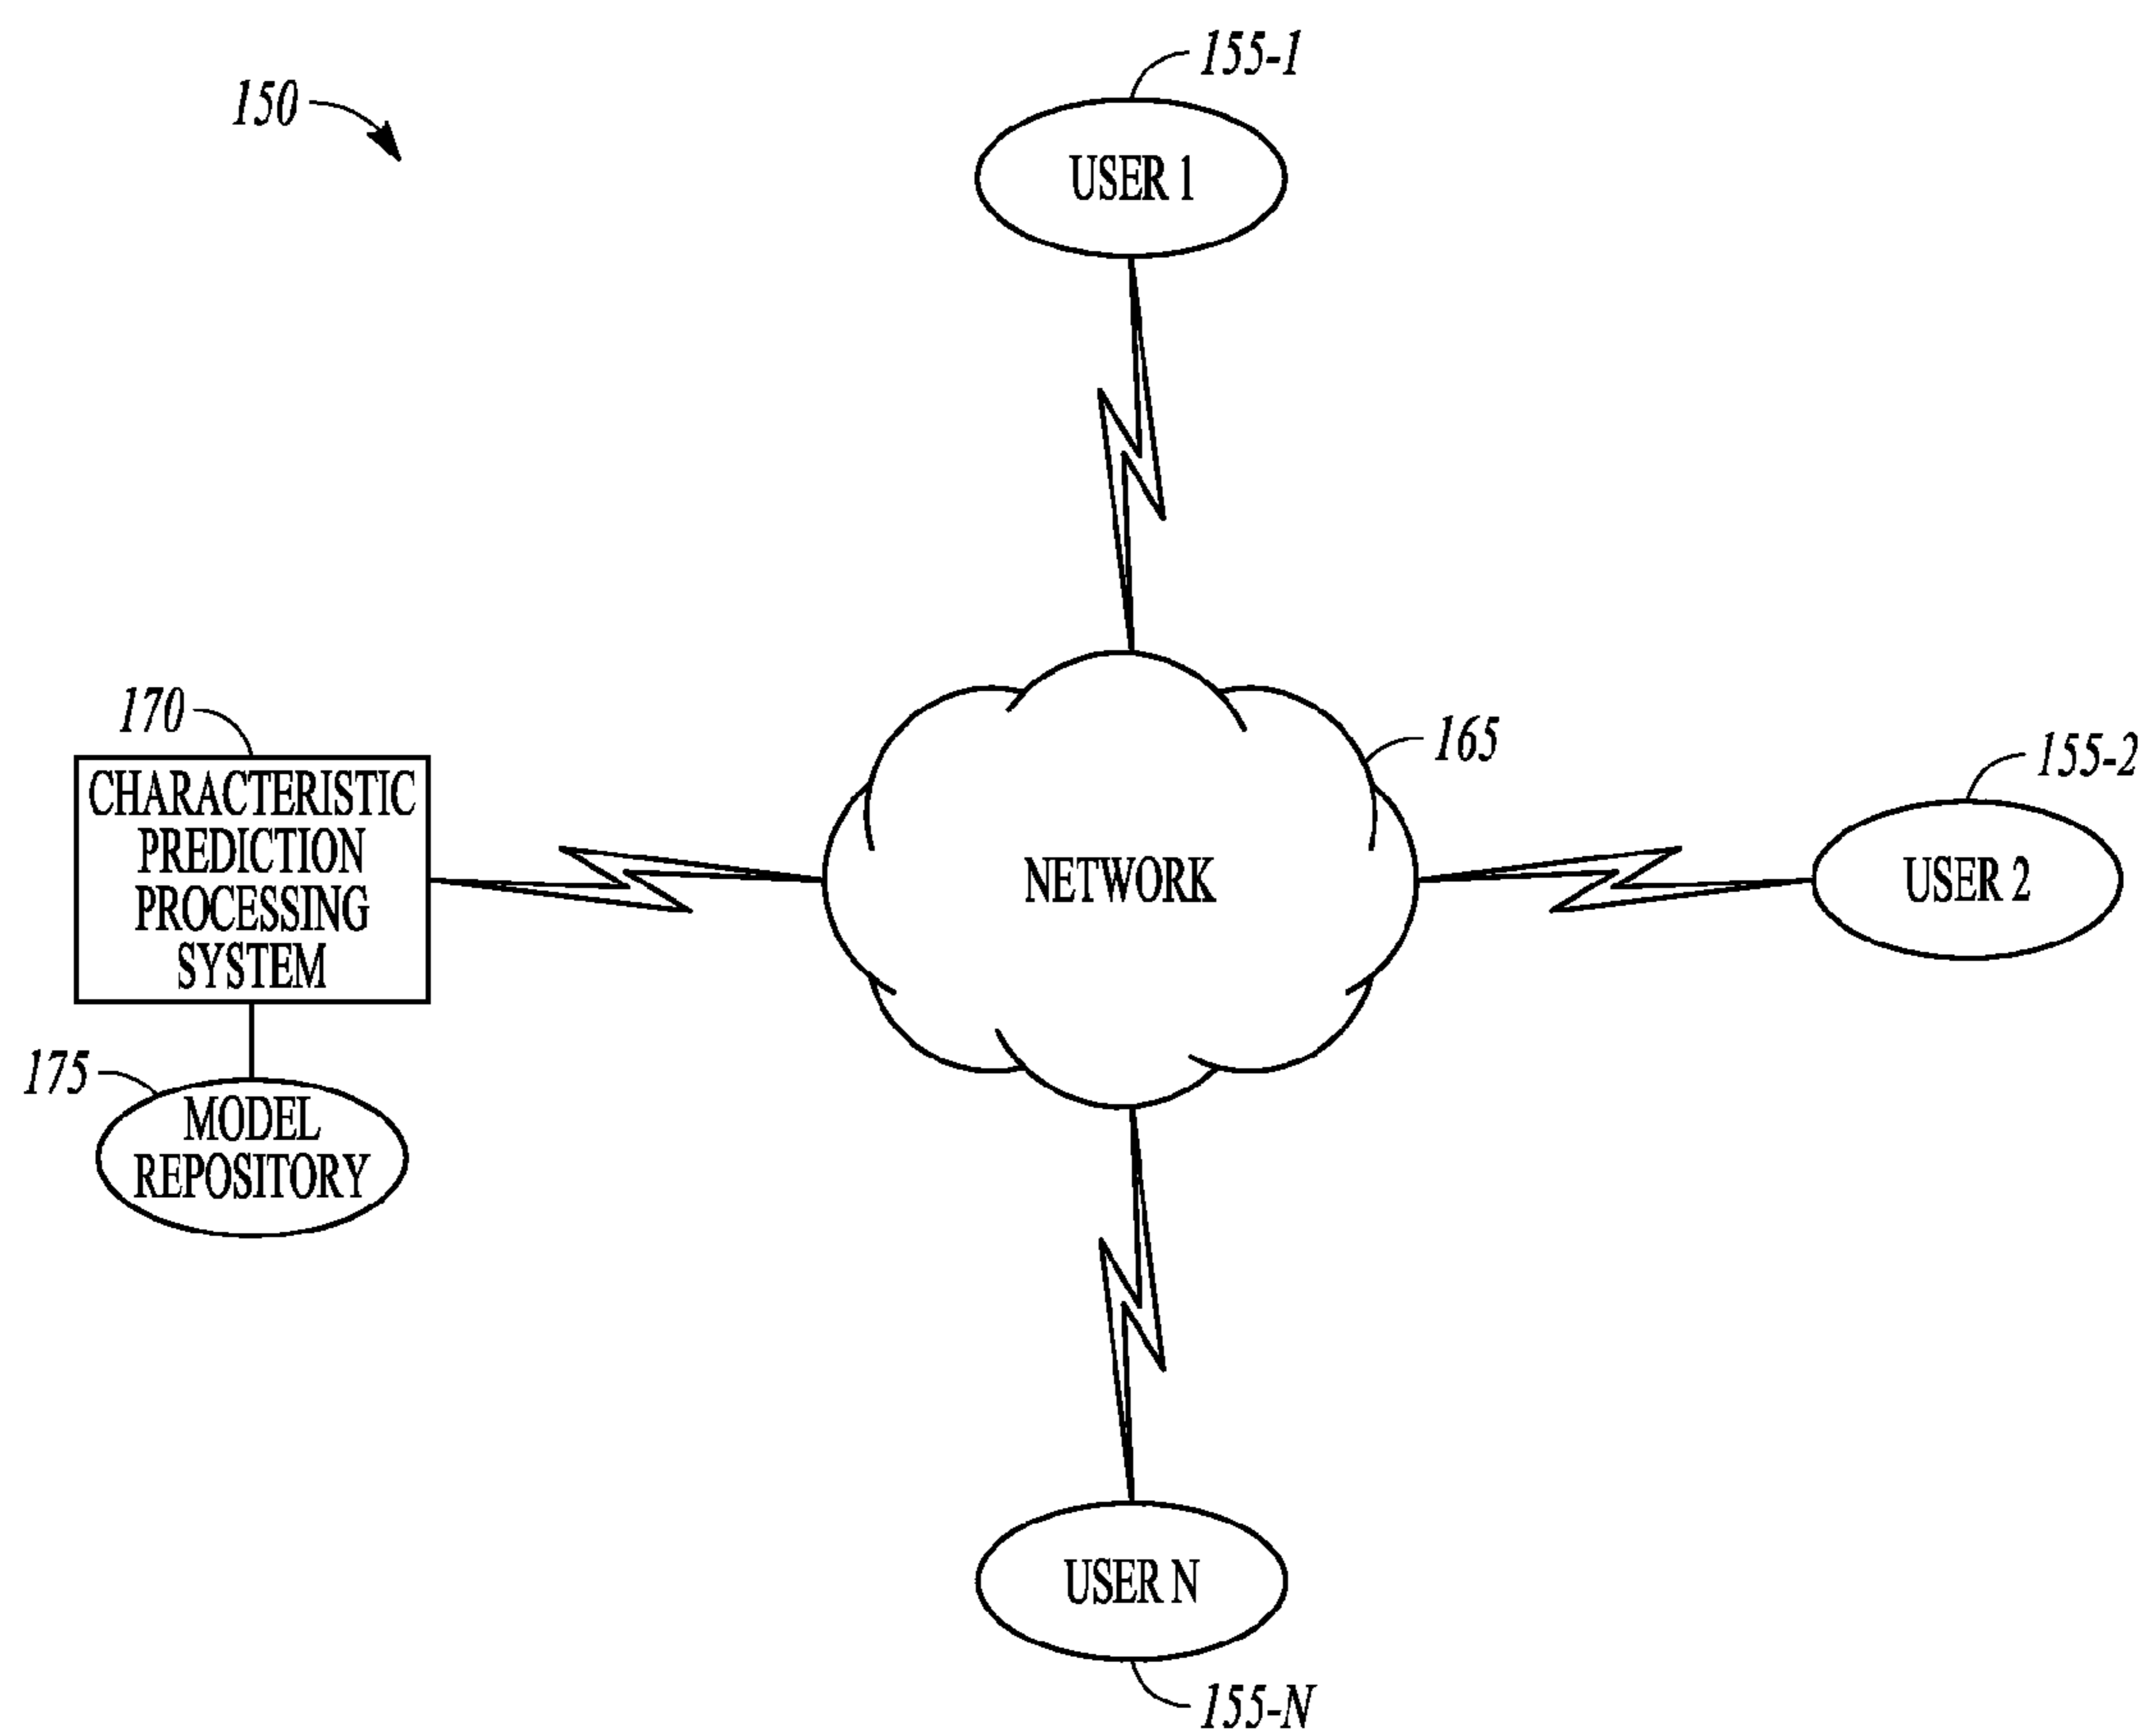 155-1
150
USER 1
170
165
155-2
CHARACTERISTIC
PREDICTION
PROCESSING
SYSTEM
NETWORK
USER 2
175
MODEL
REPOSITORY
USER N
155-N